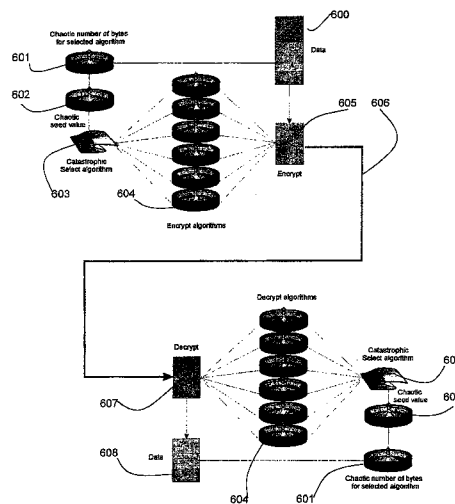 Chaotic number of bytes
for selected algorithm
600
601
Data
602
Chaotic
seed value
605
606
Catastrophic
Select algorithm
603
604
Encrypt
Encrypt algorithms
Decrypt algorithms
Decrypt
Catastrophic
Select algorithm
Chaotic
seed value
607
608
Data
604
601
Chaotic number of bytes
for selected algorithm